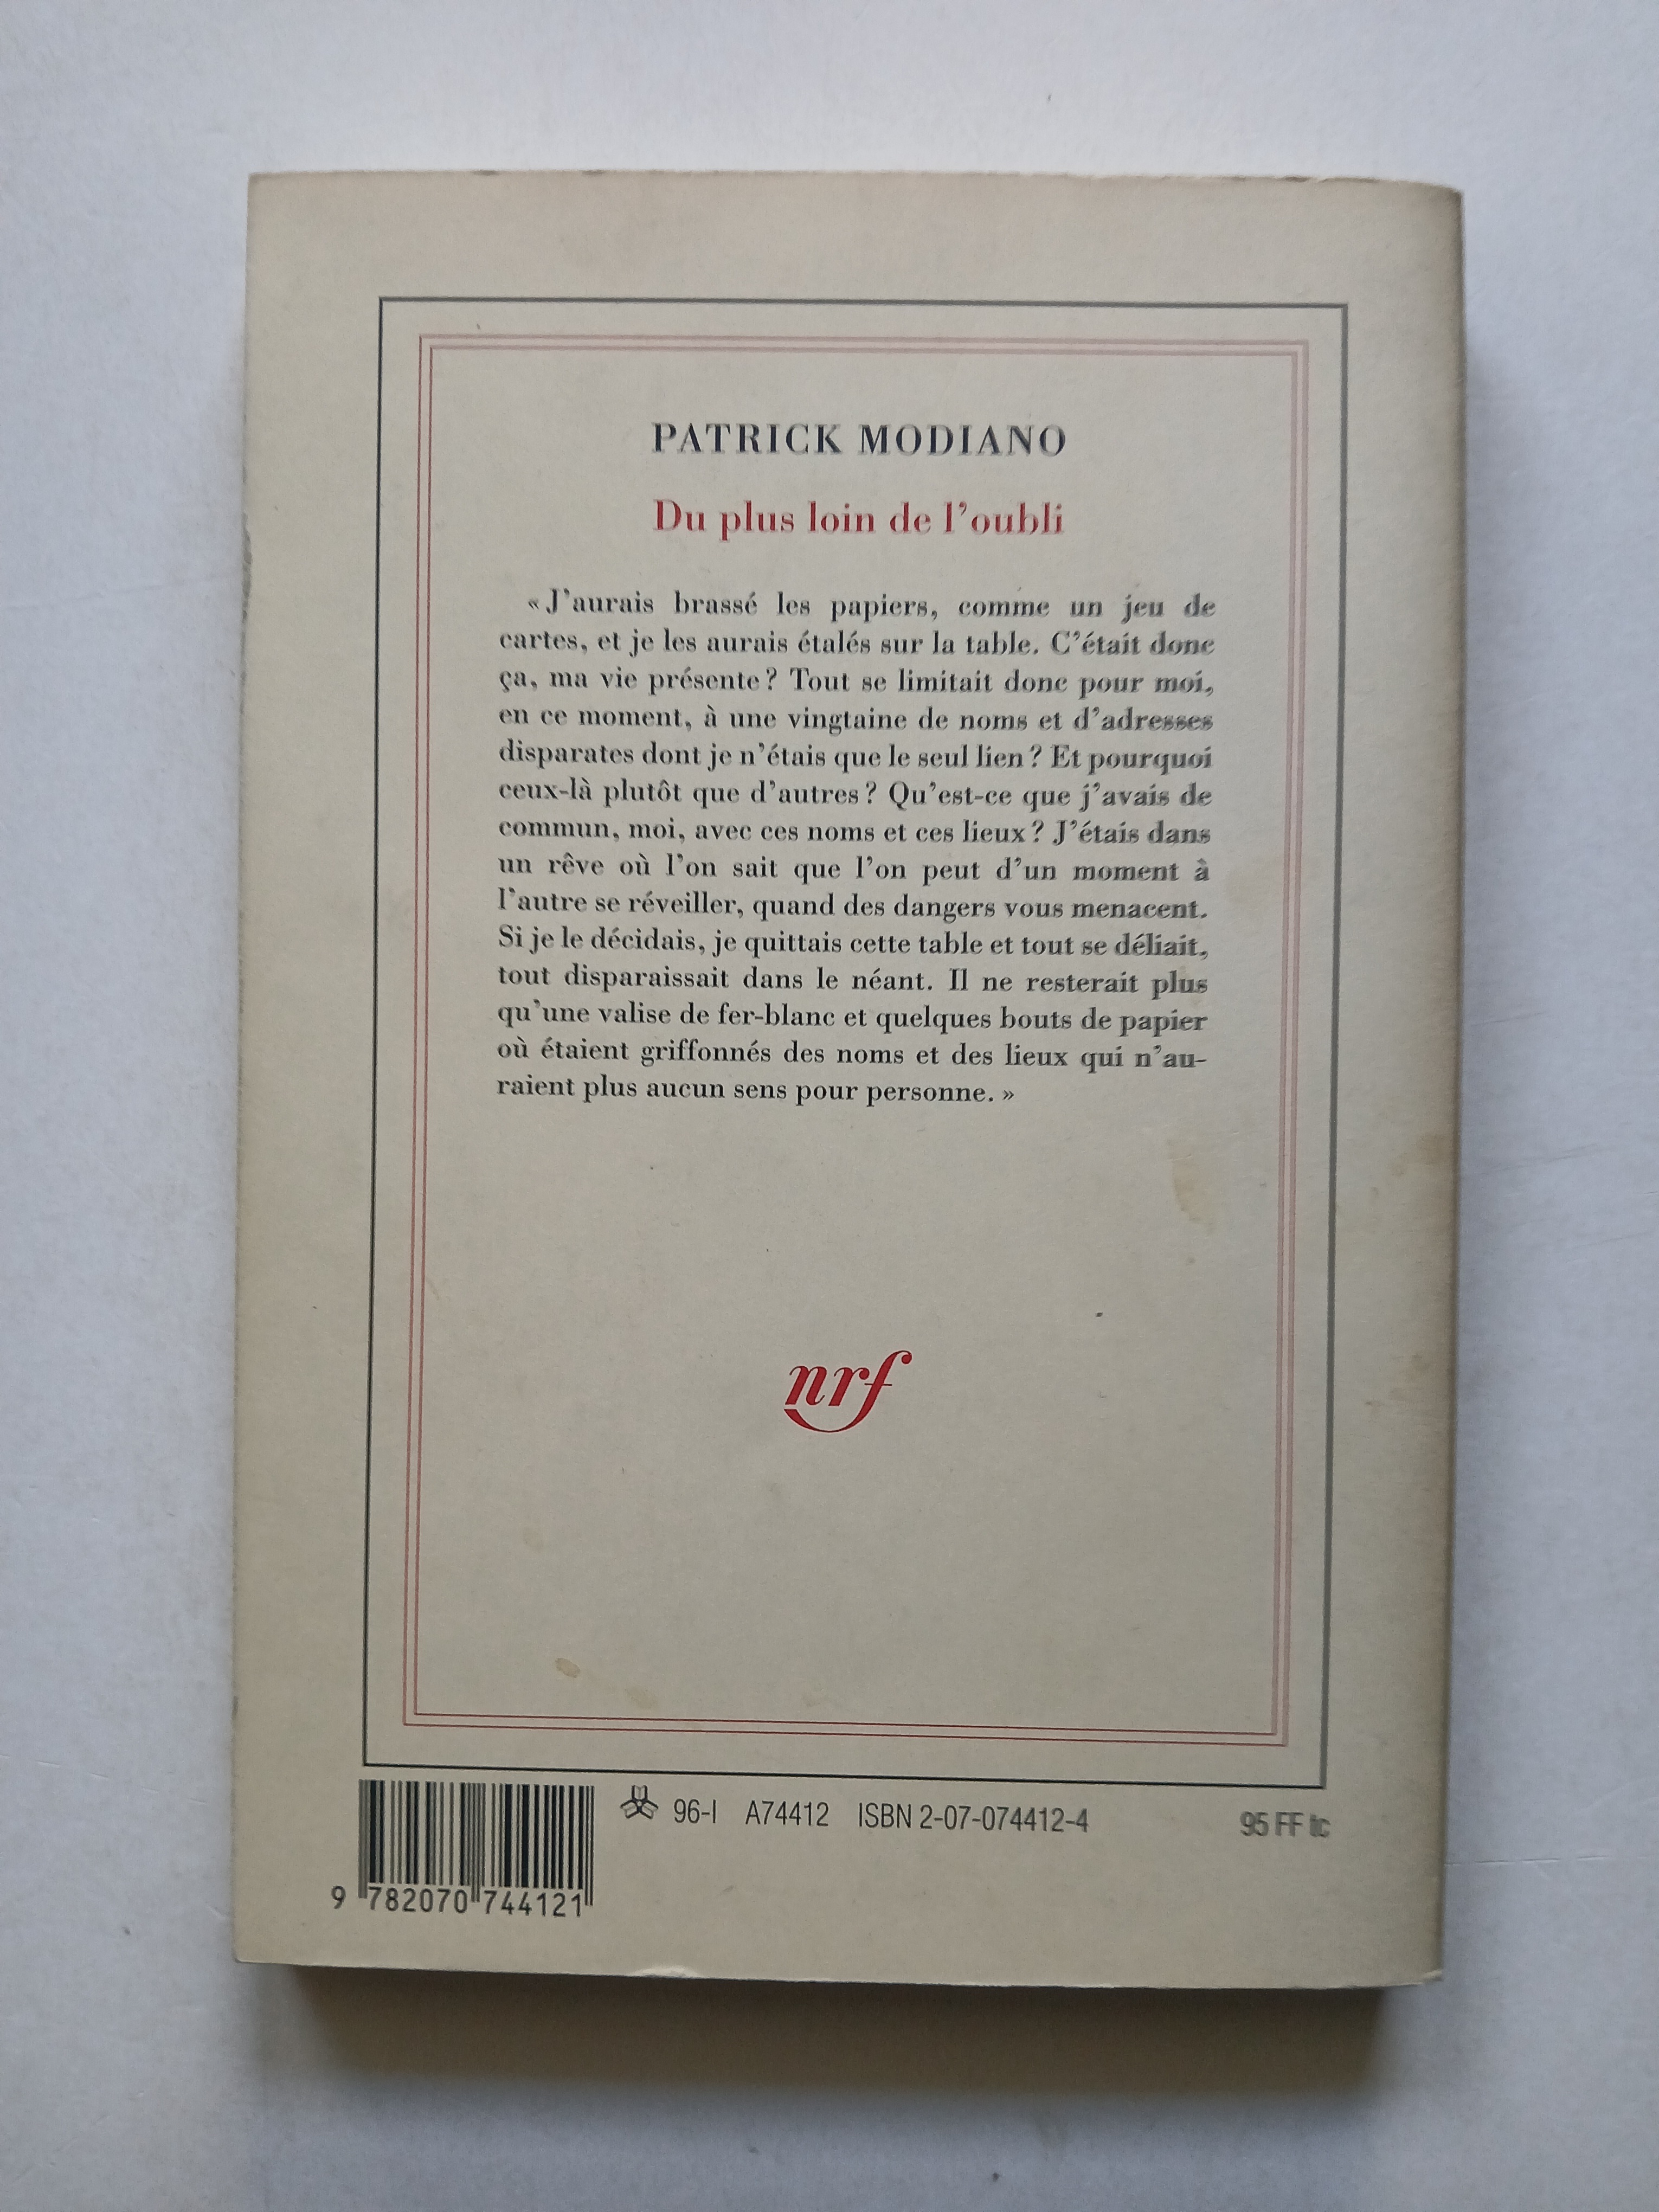 PATRICK MODIANO
Du plus loin de l'oubli
« J'aurais brassé les papiers, comme un jeu de
cartes, et je les aurais étalés sur la table. C'était donc
ça, ma vie présente ? Tout se limitait donc pour moi,
en ce moment, à une vingtaine de noms et d'adresses
disparates dont je n'étais que le seul lien ? Et pourquoi
ceux-là plutôt que d'autres ? Qu'est-ce que j'avais de
commun, moi, avec ces noms et ces lieux ? J'étais dans
un rêve où l'on sait que l'on peut d'un moment à
l'autre se réveiller, quand des dangers vous menacent.
Si je le décidais, je quittais cette table et tout se déliait,
tout disparaissait dans le néant. Il ne resterait plus
qu'une valise de fer-blanc et quelques bouts de papier
où étaient griffonnés des noms et des lieux qui n'au-
raient plus aucun sens pour personne. »
nrf
96-I A74412 ISBN 2-07-074412-4 95 FF tc
9 782070 744121